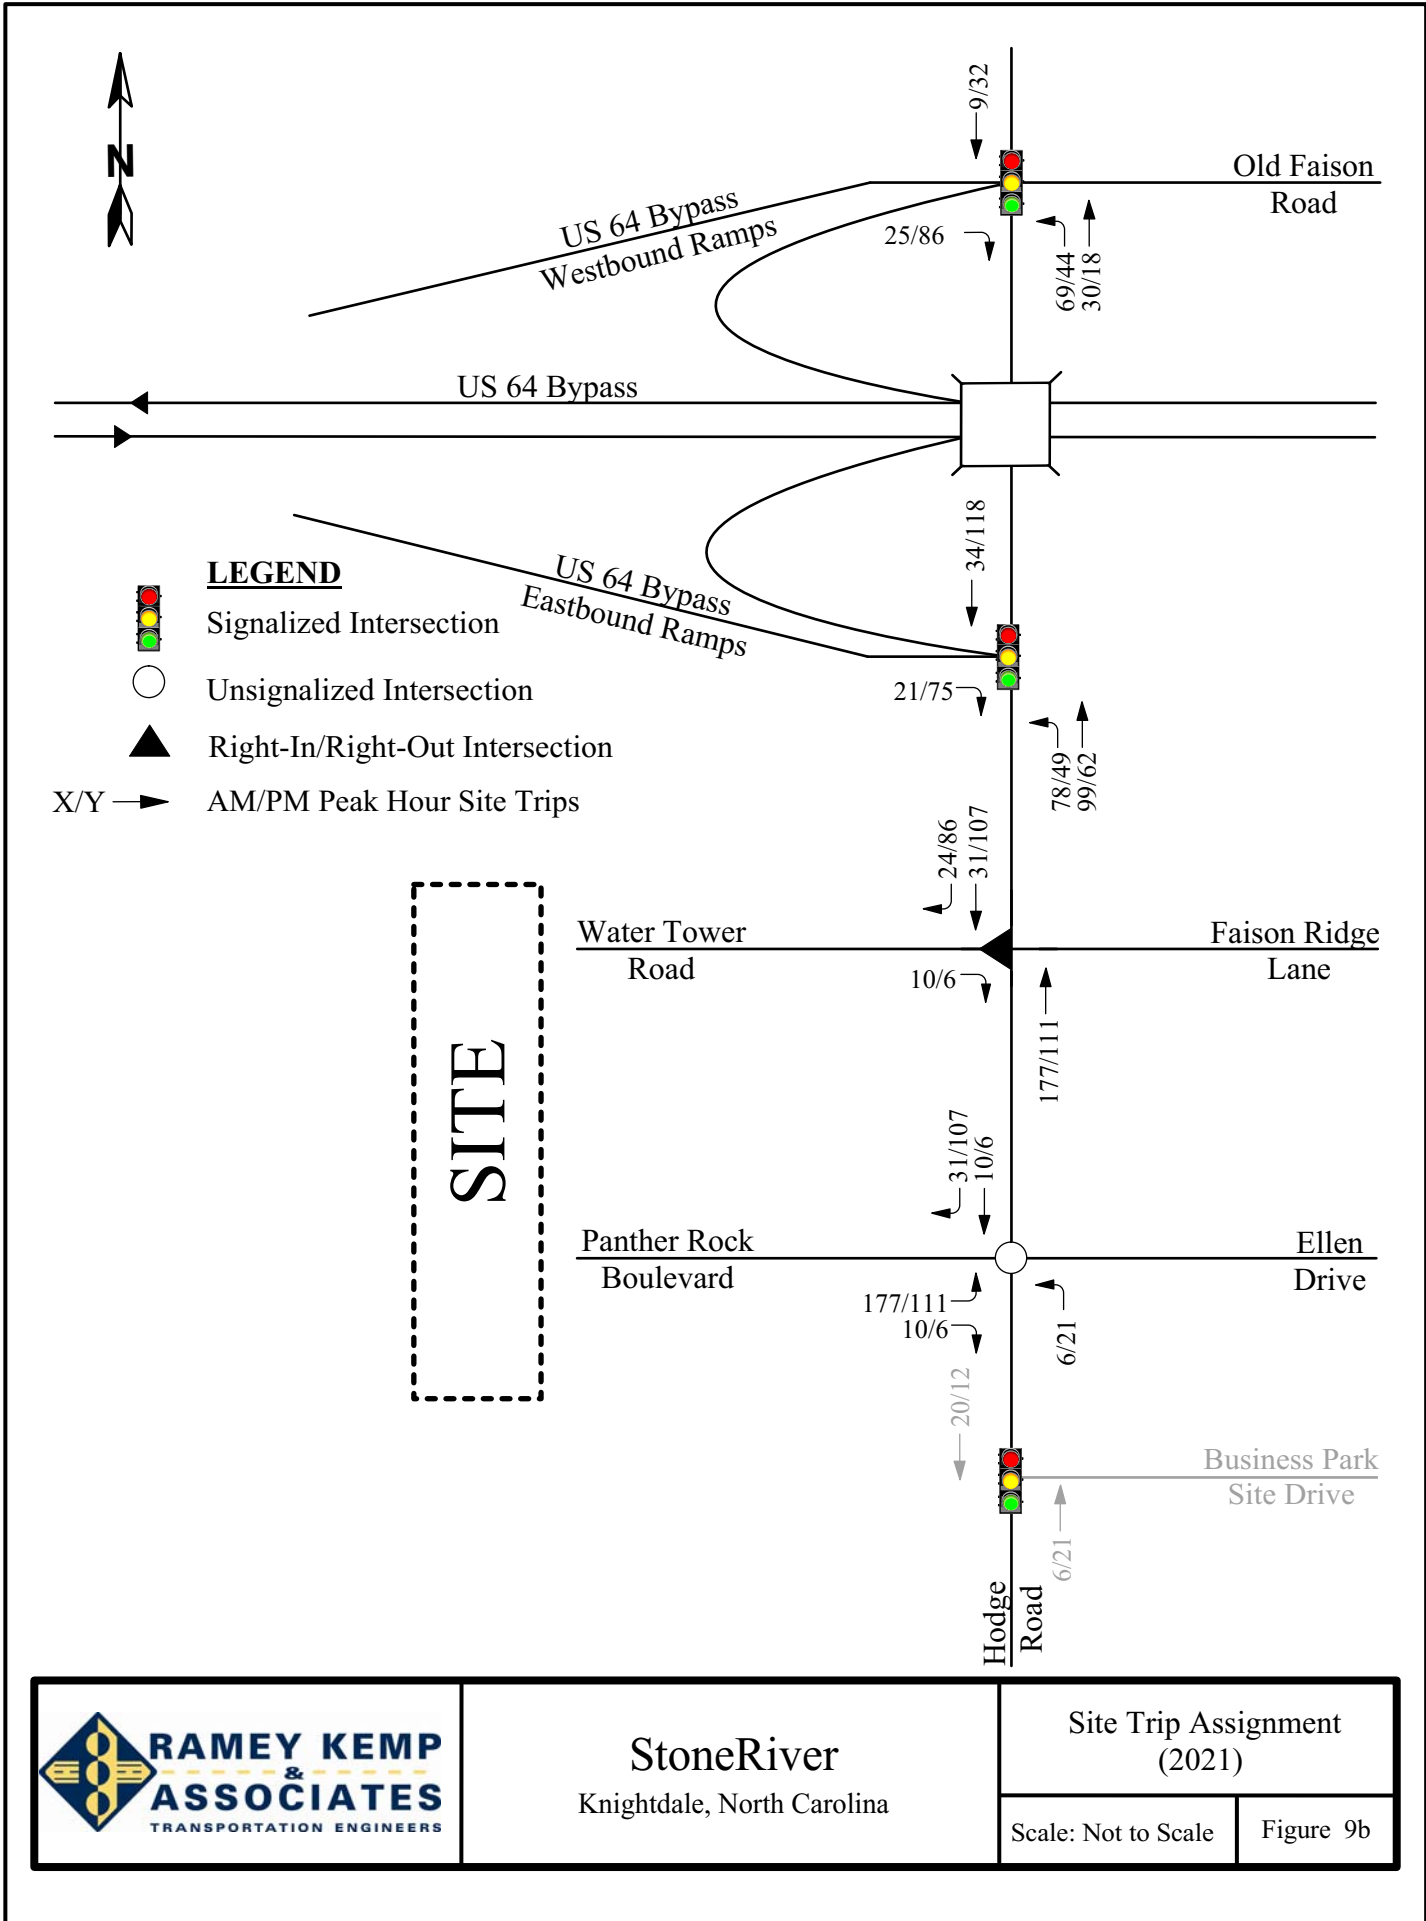 N
9/32
Old Faison
Road
US 64 Bypass
Westbound Ramps
25/86
69/44
30/18
US 64 Bypass
34/118
US 64 Bypass
Eastbound Ramps
LEGEND
Signalized Intersection
Unsignalized Intersection
Right-In/Right-Out Intersection
X/Y
AM/PM Peak Hour Site Trips
21/75
78/49
99/62
24/86
31/107
Water Tower
Road
Faison Ridge
Lane
10/6
177/111
SITE
31/107
10/6
Panther Rock
Boulevard
Ellen
Drive
177/111
10/6
6/21
20/12
Business Park
Site Drive
6/21
Hodge
Road
RAMEY KEMP
&
ASSOCIATES
TRANSPORTATION ENGINEERS
StoneRiver
Knightdale, North Carolina
Site Trip Assignment
(2021)
Scale: Not to Scale
Figure 9b